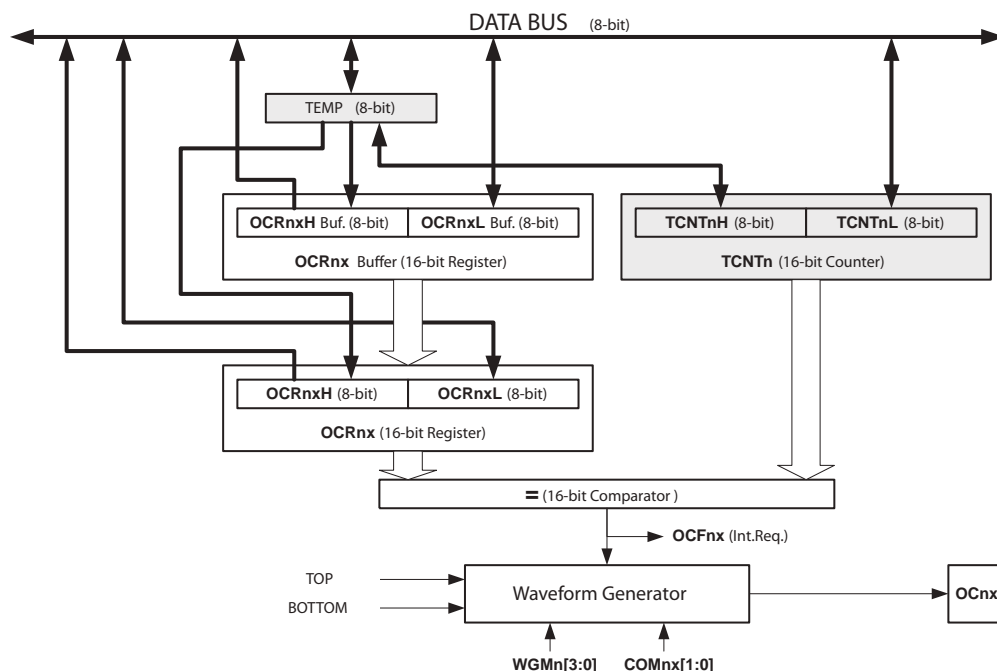 DATA BUS (8-bit)
TEMP (8-bit)
OCRnxH Buf. (8-bit) OCRnxL Buf. (8-bit)
OCRnx Buffer (16-bit Register)
TCNTnH (8-bit) TCNTnL (8-bit)
TCNTn (16-bit Counter)
OCRnxH (8-bit) OCRnxL (8-bit)
OCRnx (16-bit Register)
= (16-bit Comparator )
OCFnx (Int.Req.)
TOP
BOTTOM
Waveform Generator
OCnx
WGMn[3:0] COMnx[1:0]